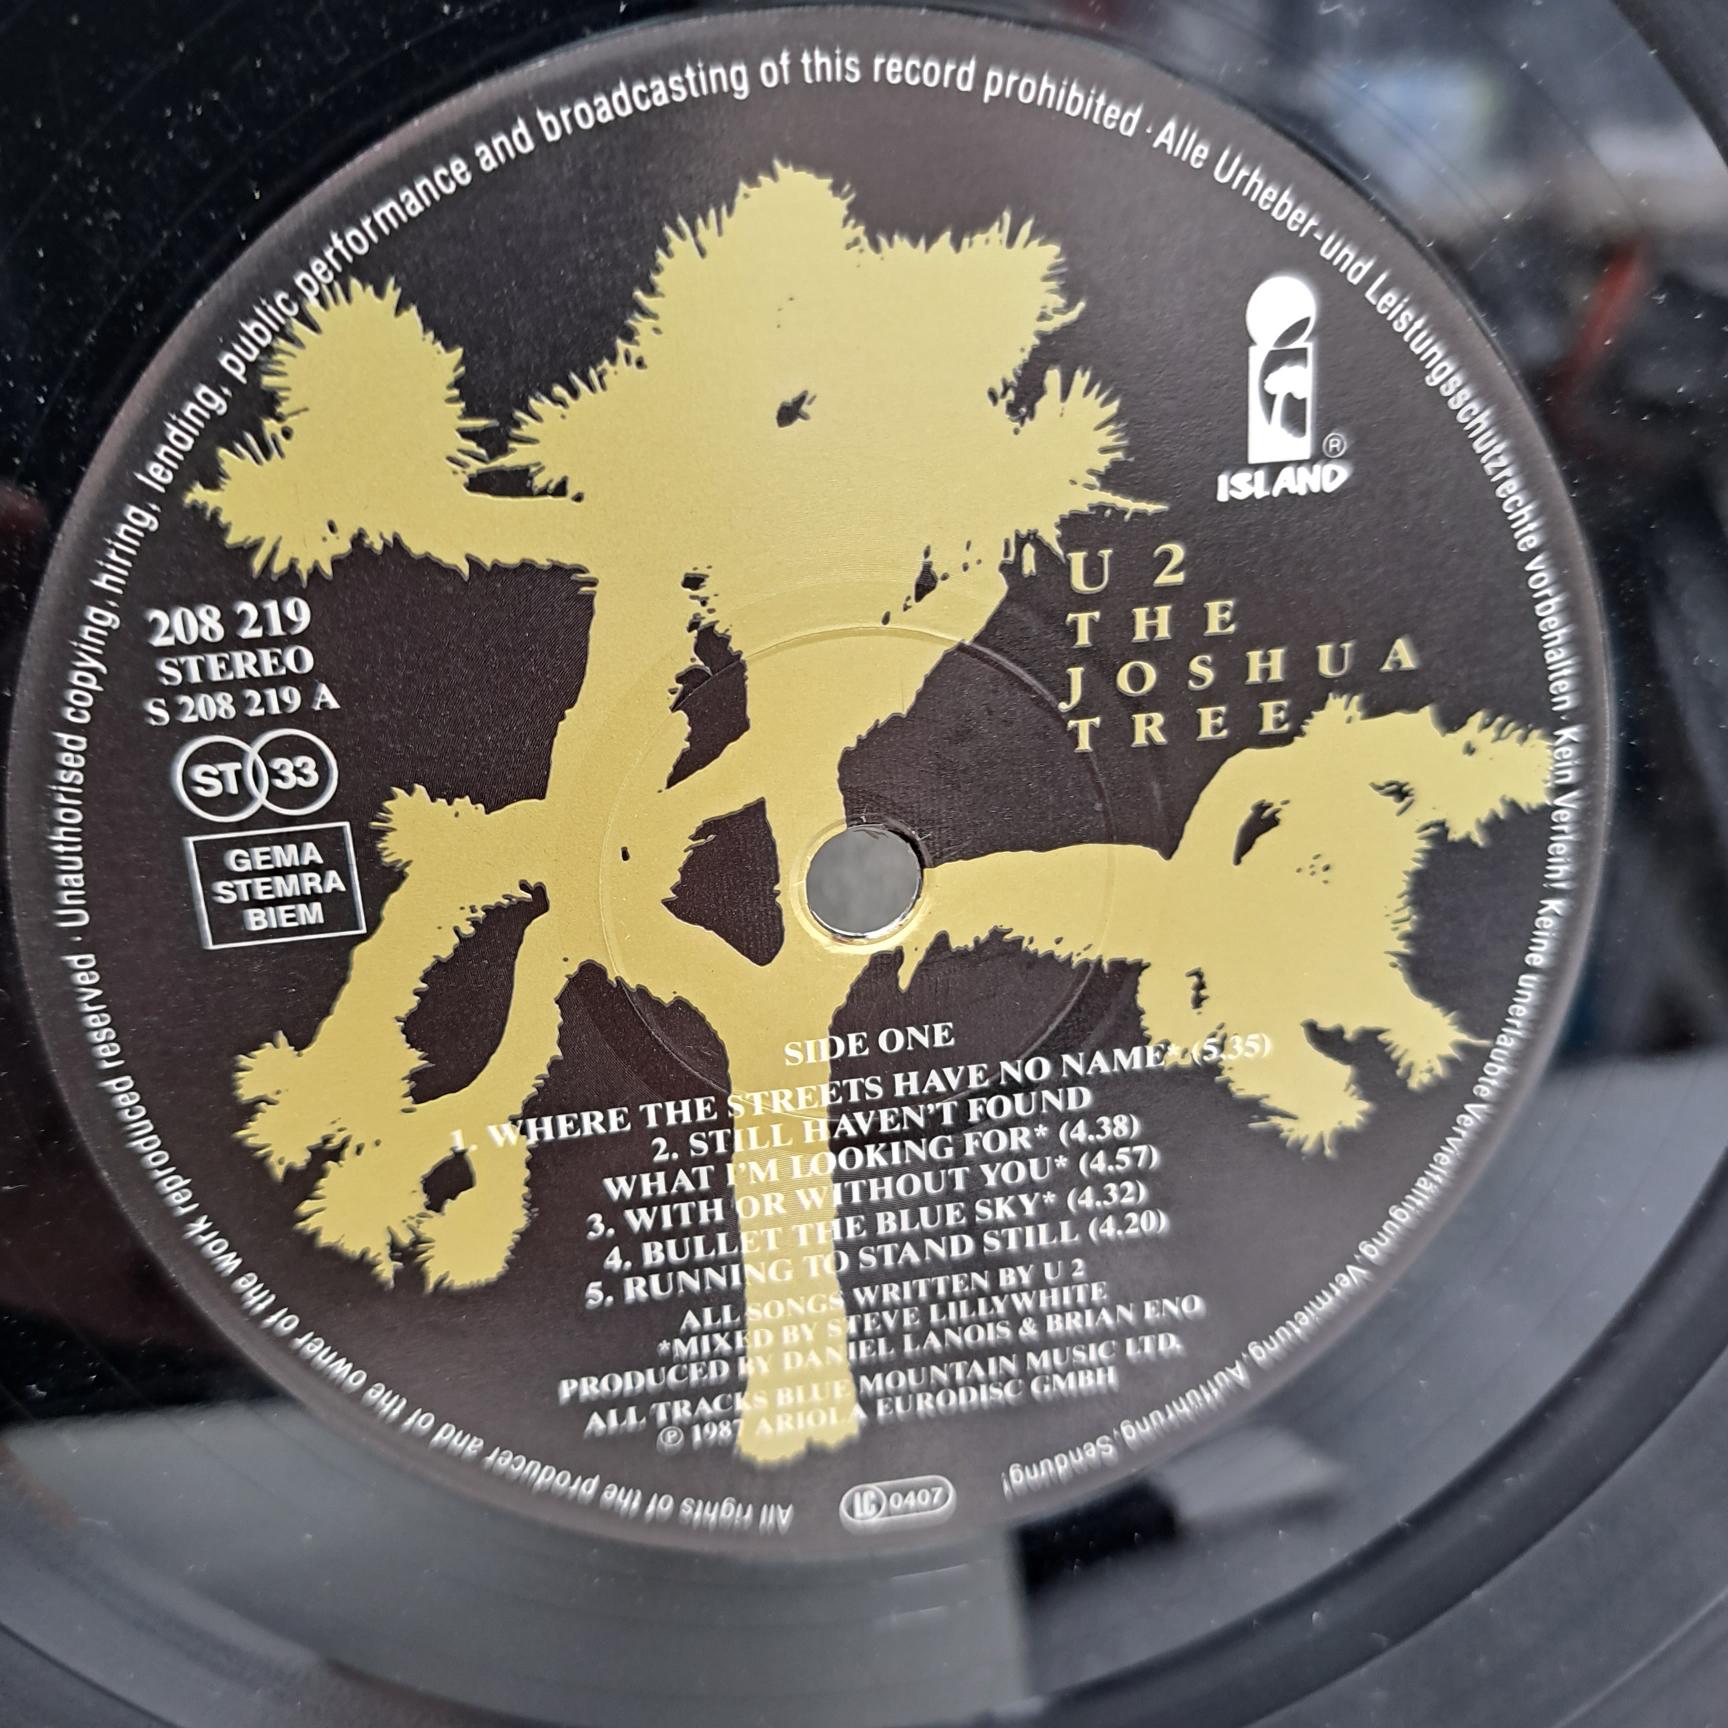 All rights of the producer and of the owner of the work reproduced reserved · Unauthorised copying, hiring, lending, public performance and broadcasting of this record prohibited · Alle Urheber-und Leistungsschutzrechte vorbehalten · Kein Verleih! Keine unerlaubte Vervielfältigung, Vermietung, Aufführung, Sendung!
ISLAND ®
U 2
THE
JOSHUA
TREE
208 219
STEREO
S 208 219 A
ST 33
GEMA
STEMRA
BIEM
SIDE ONE
1. WHERE THE STREETS HAVE NO NAME* (5.35)
2. STILL HAVEN'T FOUND
WHAT I'M LOOKING FOR* (4.38)
3. WITH OR WITHOUT YOU* (4.57)
4. BULLET THE BLUE SKY* (4.32)
5. RUNNING TO STAND STILL (4.20)
ALL SONGS WRITTEN BY U 2
*MIXED BY STEVE LILLYWHITE
PRODUCED BY DANIEL LANOIS & BRIAN ENO
ALL TRACKS BLUE MOUNTAIN MUSIC LTD.
℗ 1987 ARIOLA EURODISC GMBH
LC 0407